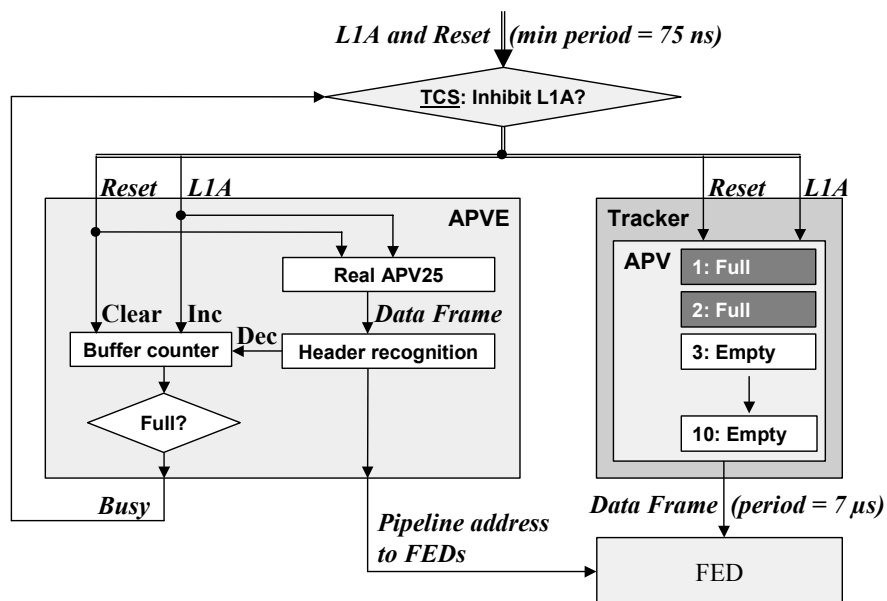 L1A and Reset (min period = 75 ns)
TCS: Inhibit L1A?
Reset L1A
Reset L1A
APVE
Tracker
APV
1: Full
Real APV25
2: Full
Clear Inc
Data Frame
Dec
Buffer counter
Header recognition
3: Empty
Full?
10: Empty
Busy
Data Frame (period = 7 µs)
Pipeline address
to FEDs
FED